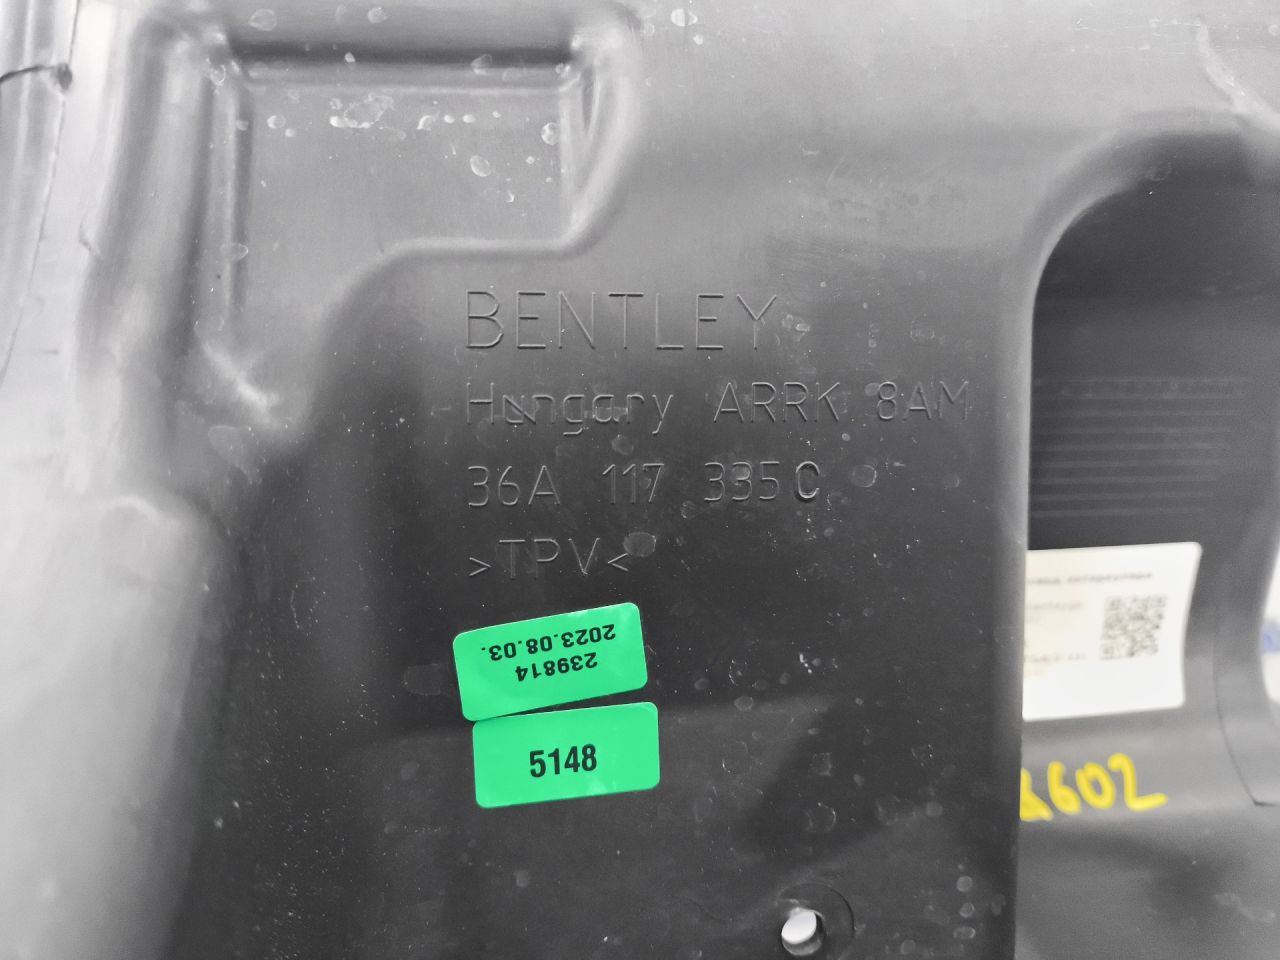 BENTLEY
Hungary ARRK 8AM
36A 117 335 C
>TPV<
2023.08.03.
239814
5148